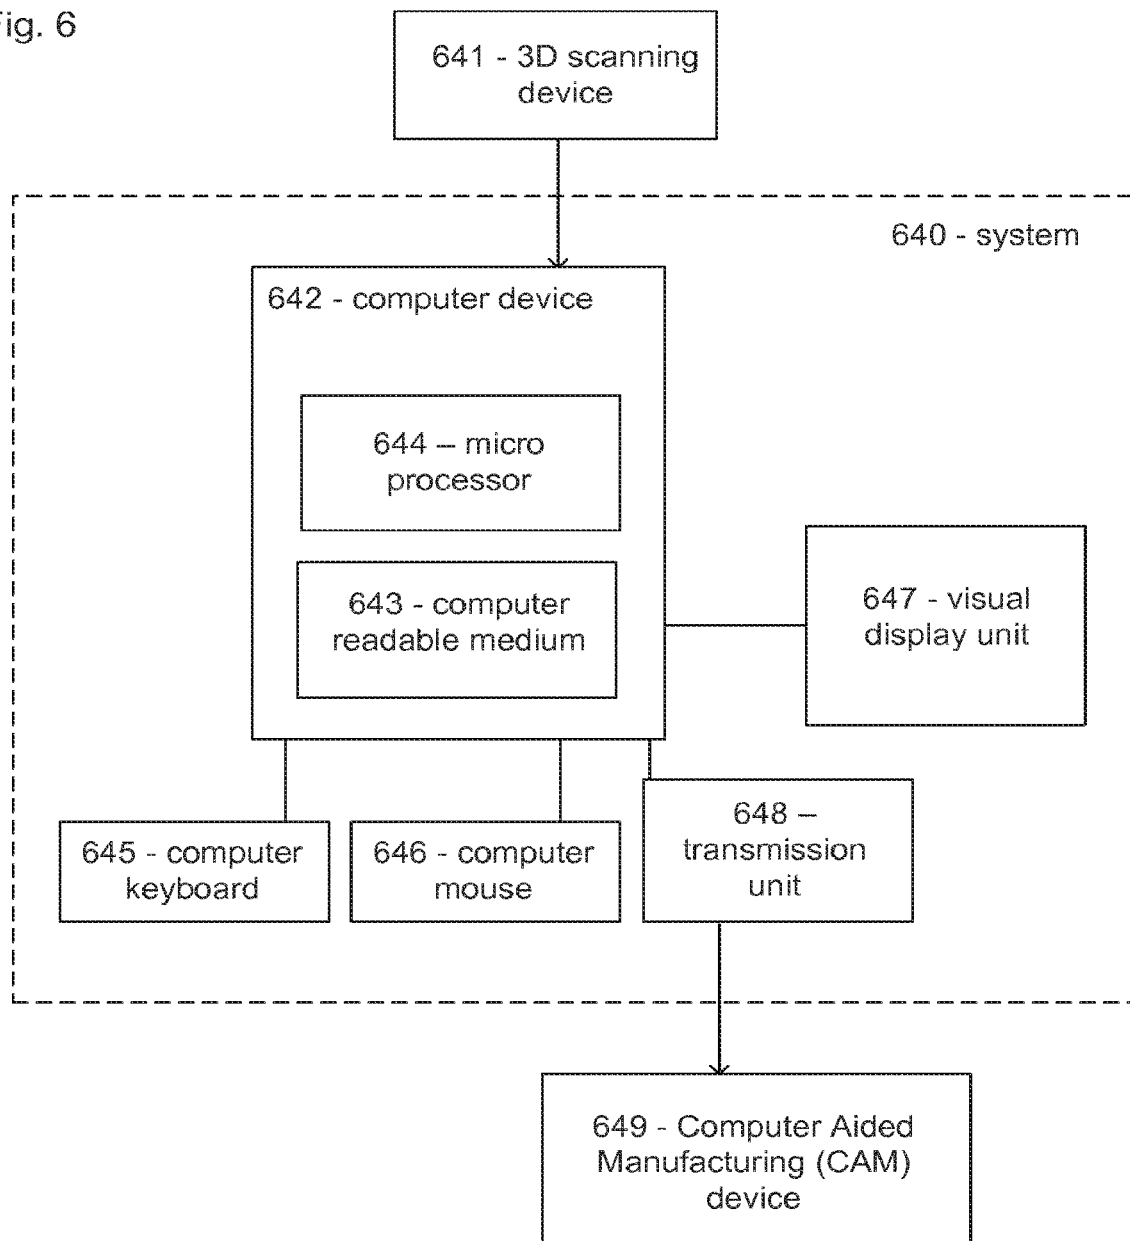 ig. 6
641 - 3D scanning
device
640 - system
642 - computer device
644 – micro
processor
643 - computer
readable medium
647 - visual
display unit
645 - computer
keyboard
646 - computer
mouse
648 –
transmission
unit
649 - Computer Aided
Manufacturing (CAM)
device